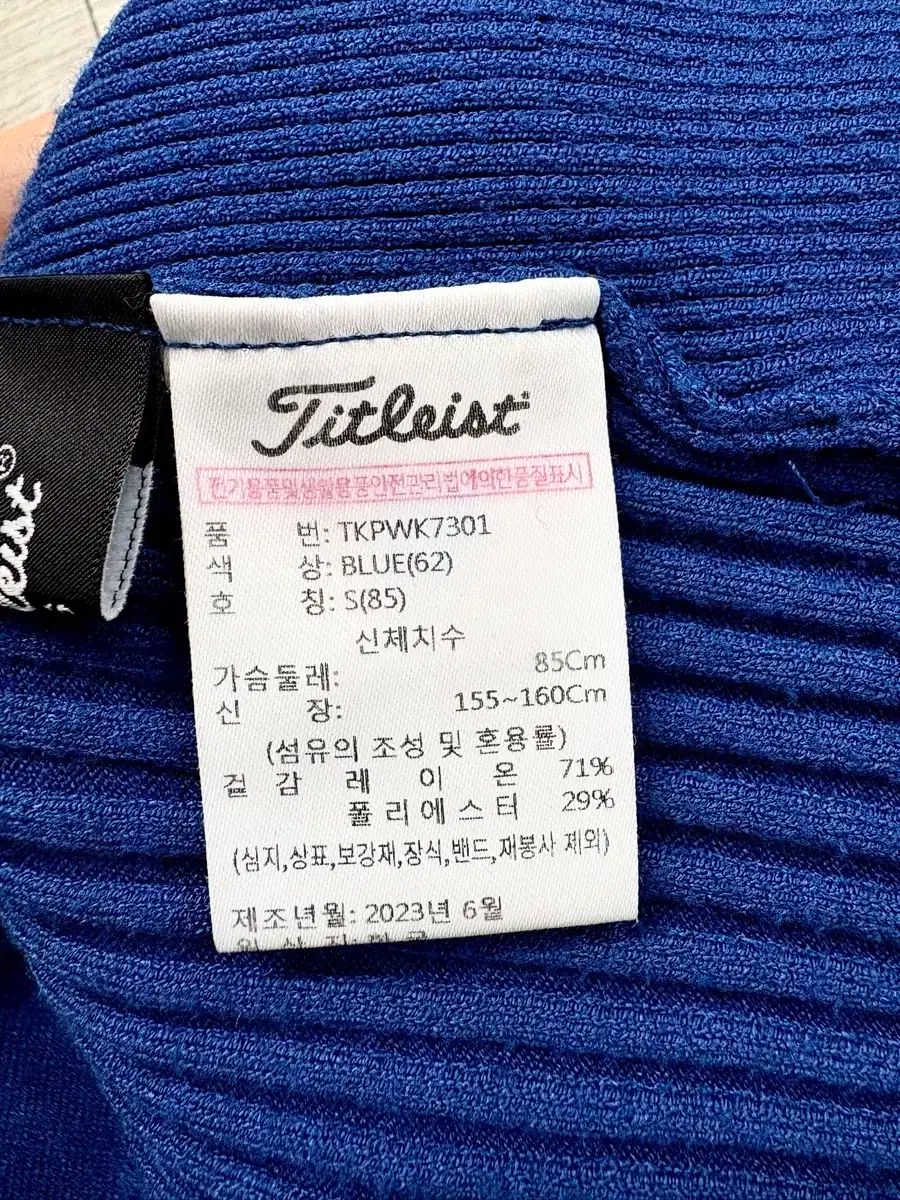 Titleist
전기용품및생활용품안전관리법에의한품질표시
품 번: TKPWK7301
색 상: BLUE(62)
호 칭: S(85)
신체치수
가슴둘레: 85Cm
신 장: 155~160Cm
(섬유의 조성 및 혼용률)
겉 감 레 이 온 71%
폴 리 에 스 터 29%
(심지,상표,보강재,장식,밴드,재봉사 제외)
제조년월: 2023년 6월